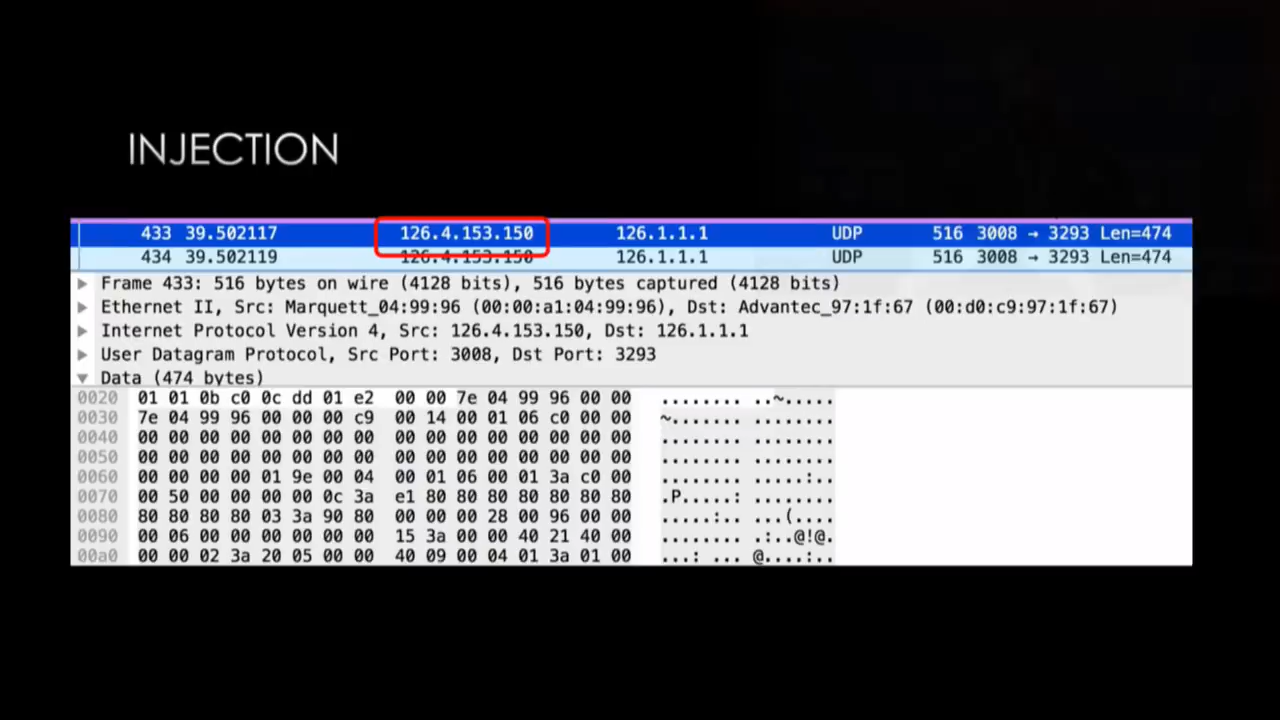 INJECTION
433 39.502117 126.4.153.150 126.1.1.1 UDP 516 3008 → 3293 Len=474
434 39.502119 126.4.153.150 126.1.1.1 UDP 516 3008 → 3293 Len=474
Frame 433: 516 bytes on wire (4128 bits), 516 bytes captured (4128 bits)
Ethernet II, Src: Marquett_04:99:96 (00:00:a1:04:99:96), Dst: Advantec_97:1f:67 (00:d0:c9:97:1f:67)
Internet Protocol Version 4, Src: 126.4.153.150, Dst: 126.1.1.1
User Datagram Protocol, Src Port: 3008, Dst Port: 3293
Data (474 bytes)
0020 01 01 0b c0 0c dd 01 e2 00 00 7e 04 99 96 00 00 ........ ..~.....
0030 7e 04 99 96 00 00 00 c9 00 14 00 01 06 c0 00 00 ~....... ........
0040 00 00 00 00 00 00 00 00 00 00 00 00 00 00 00 00 ........ ........
0050 00 00 00 00 00 00 00 00 00 00 00 00 00 00 00 00 ........ ........
0060 00 00 00 00 01 9e 00 04 00 01 06 00 01 3a c0 00 ........ .....:..
0070 00 50 00 00 00 00 0c 3a e1 80 80 80 80 80 80 80 .P.....: ........
0080 80 80 80 80 03 3a 90 80 00 00 00 28 00 96 00 00 .....:.. ...(....
0090 00 06 00 00 00 00 00 00 15 3a 00 00 40 21 40 00 ........ .:..@!@.
00a0 00 00 02 3a 20 05 00 00 40 09 00 04 01 3a 01 00 ...: ... @....:..